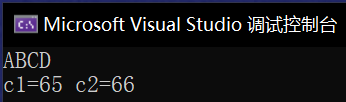 C:\ Microsoft Visual Studio 调试控制台
ABCD
c1=65 c2=66